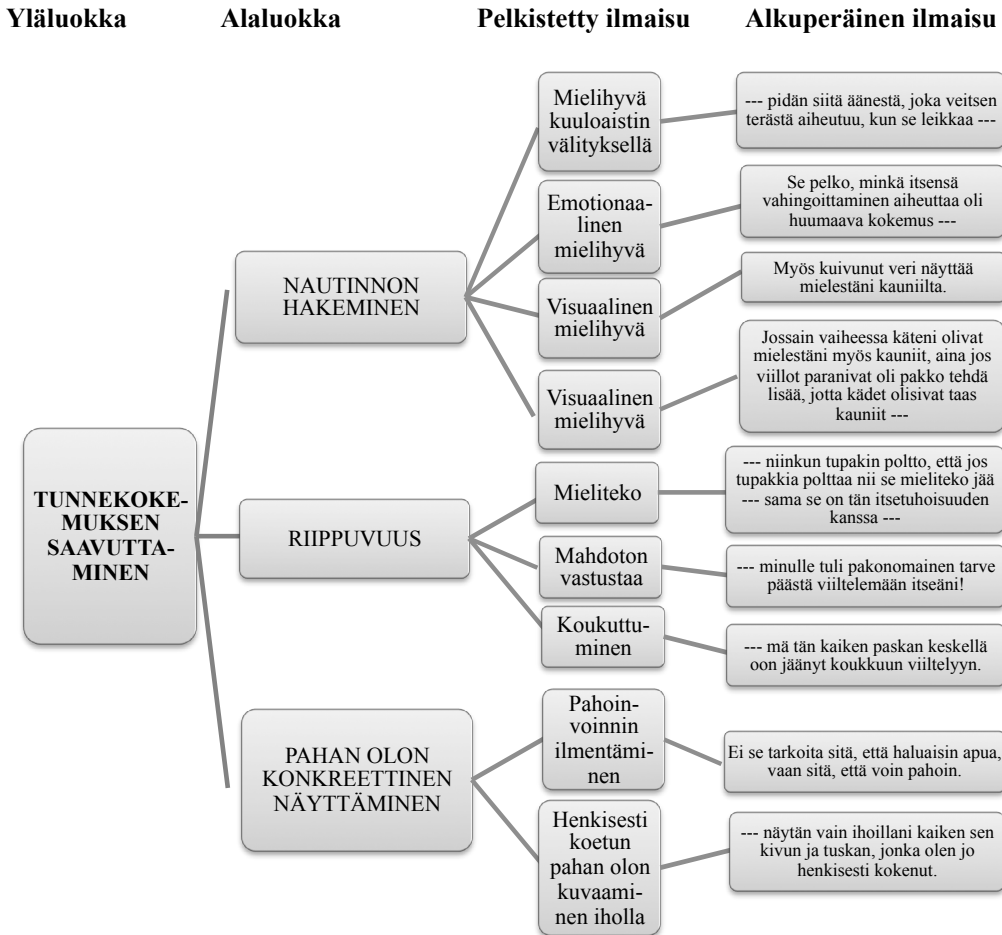 Yläluokka Alaluokka Pelkistetty ilmaisu Alkuperäinen ilmaisu
TUNNEKOKE-
MUKSEN
SAAVUTTA-
MINEN
NAUTINNON
HAKEMINEN
Mielihyvä
kuuloaistin
välityksellä
--- pidän siitä äänestä, joka veitsen
terästä aiheutuu, kun se leikkaa ---
Emotionaa-
linen
mielihyvä
Se pelko, minkä itsensä
vahingoittaminen aiheuttaa oli
huumaava kokemus ---
Visuaalinen
mielihyvä
Myös kuivunut veri näyttää
mielestäni kauniilta.
Visuaalinen
mielihyvä
Jossain vaiheessa käteni olivat
mielestäni myös kauniit, aina jos
viillot paranivat oli pakko tehdä
lisää, jotta kädet olisivat taas
kauniit ---
RIIPPUVUUS
Mieliteko
--- niinkun tupakin poltto, että jos
tupakkia polttaa nii se mieliteko jää
--- sama se on tän itsetuhoisuuden
kanssa ---
Mahdoton
vastustaa
--- minulle tuli pakonomainen tarve
päästä viiltelemään itseäni!
Koukuttu-
minen
--- mä tän kaiken paskan keskellä
oon jäänyt koukkuun viiltelyyn.
PAHAN OLON
KONKREETTINEN
NÄYTTÄMINEN
Pahoin-
voinnin
ilmentämi-
nen
Ei se tarkoita sitä, että haluaisin apua,
vaan sitä, että voin pahoin.
Henkisesti
koetun
pahan olon
kuvaami-
nen iholla
--- näytän vain ihoillani kaiken sen
kivun ja tuskan, jonka olen jo
henkisesti kokenut.